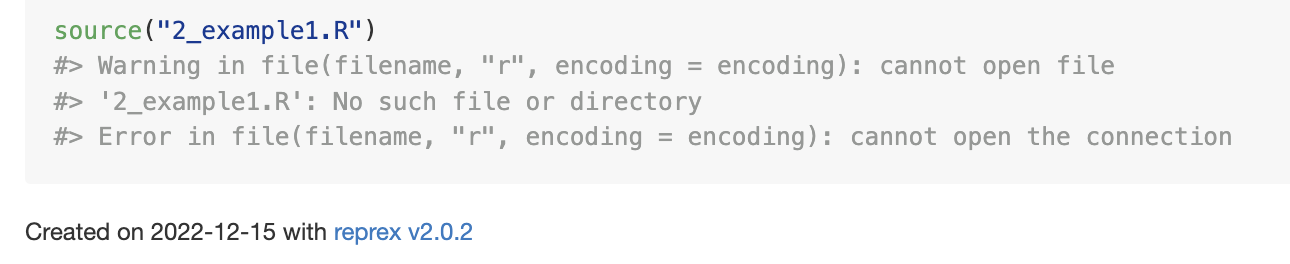 source("2_example1.R")
#> Warning in file(filename, "r", encoding = encoding): cannot open file
#> '2_example1.R': No such file or directory
#> Error in file(filename, "r", encoding = encoding): cannot open the connection
Created on 2022-12-15 with reprex v2.0.2